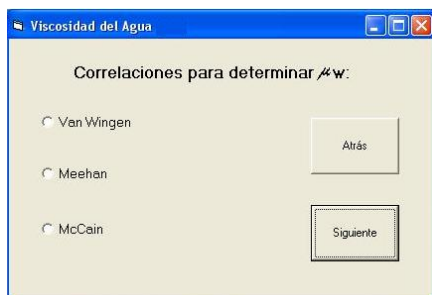 Viscosidad del Agua
Correlaciones para determinar μw:
Van Wingen
Meehan
McCain
Atrás
Siguiente